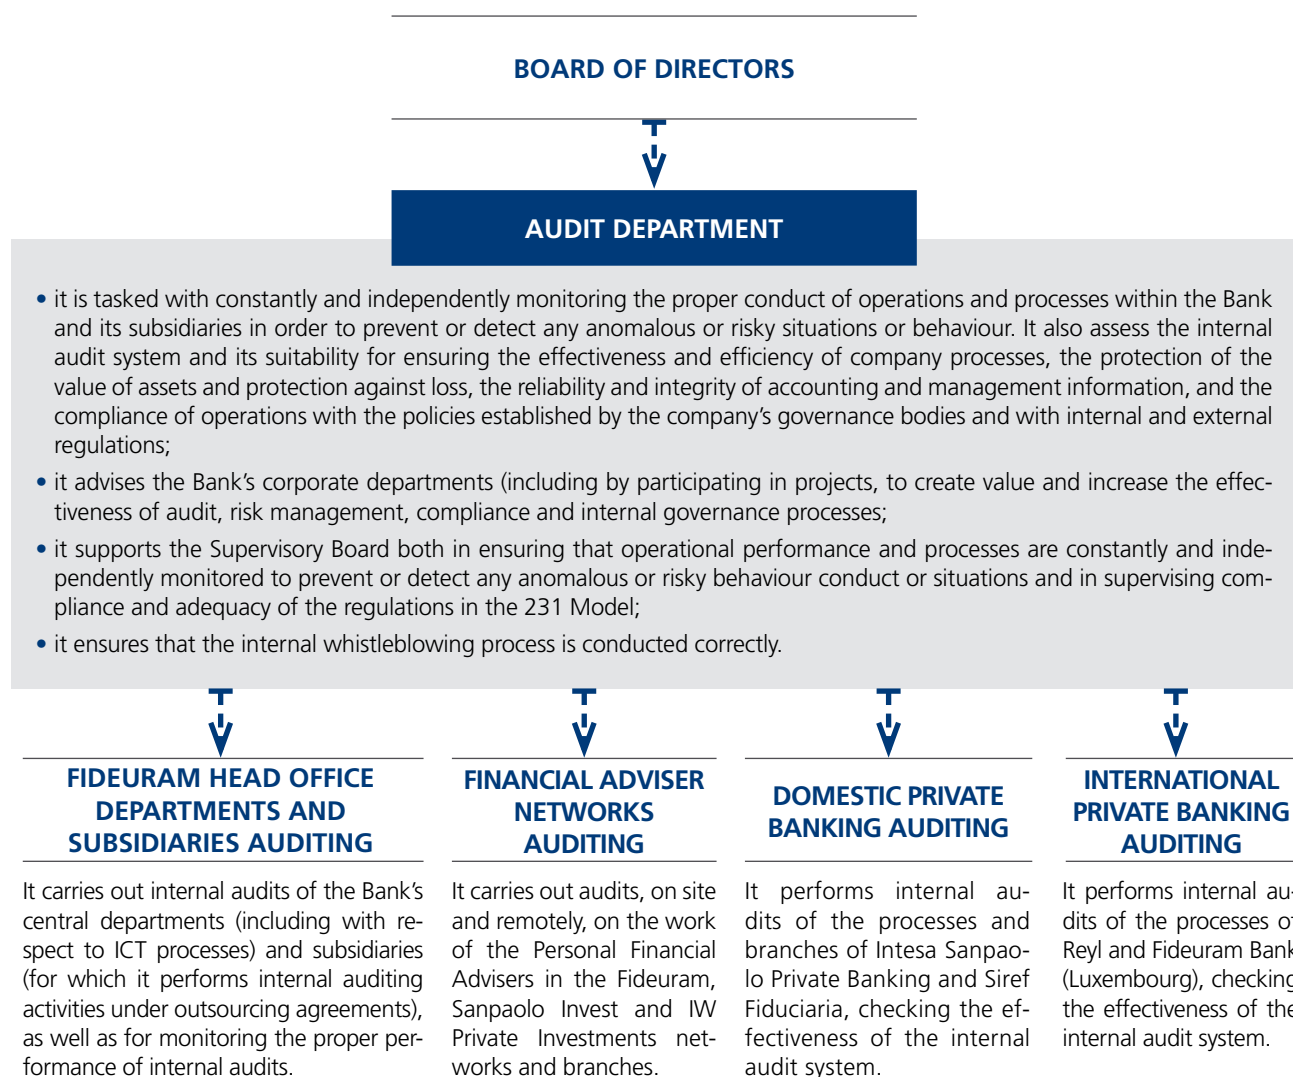 BOARD OF DIRECTORS
AUDIT DEPARTMENT
• it is tasked with constantly and independently monitoring the proper conduct of operations and processes within the Bank
and its subsidiaries in order to prevent or detect any anomalous or risky situations or behaviour. It also assess the internal
audit system and its suitability for ensuring the effectiveness and efficiency of company processes, the protection of the
value of assets and protection against loss, the reliability and integrity of accounting and management information, and the
compliance of operations with the policies established by the company’s governance bodies and with internal and external
regulations;
• it advises the Bank’s corporate departments (including by participating in projects, to create value and increase the effec-
tiveness of audit, risk management, compliance and internal governance processes;
• it supports the Supervisory Board both in ensuring that operational performance and processes are constantly and inde-
pendently monitored to prevent or detect any anomalous or risky behaviour conduct or situations and in supervising com-
pliance and adequacy of the regulations in the 231 Model;
• it ensures that the internal whistleblowing process is conducted correctly.
FIDEURAM HEAD OFFICE
DEPARTMENTS AND
SUBSIDIARIES AUDITING
It carries out internal audits of the Bank’s
central departments (including with re-
spect to ICT processes) and subsidiaries
(for which it performs internal auditing
activities under outsourcing agreements),
as well as for monitoring the proper per-
formance of internal audits.
FINANCIAL ADVISER
NETWORKS
AUDITING
It carries out audits, on site
and remotely, on the work
of the Personal Financial
Advisers in the Fideuram,
Sanpaolo Invest and IW
Private Investments net-
works and branches.
DOMESTIC PRIVATE
BANKING AUDITING
It performs internal au-
dits of the processes and
branches of Intesa Sanpao-
lo Private Banking and Siref
Fiduciaria, checking the ef-
fectiveness of the internal
audit system.
INTERNATIONAL
PRIVATE BANKING
AUDITING
It performs internal au-
dits of the processes of
Reyl and Fideuram Bank
(Luxembourg), checking
the effectiveness of the
internal audit system.